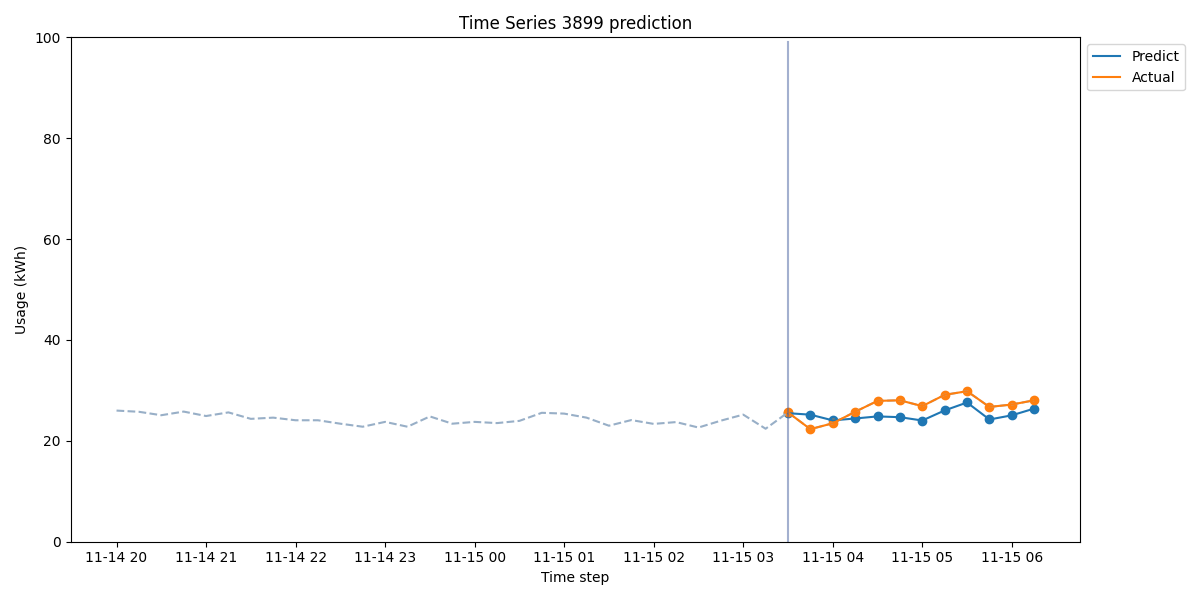 Time Series 3899 prediction
100
80
60
40
20
0
Usage (kWh)
11-14 20 11-14 21 11-14 22 11-14 23 11-15 00 11-15 01 11-15 02 11-15 03 11-15 04 11-15 05 11-15 06
Time step
Predict
Actual